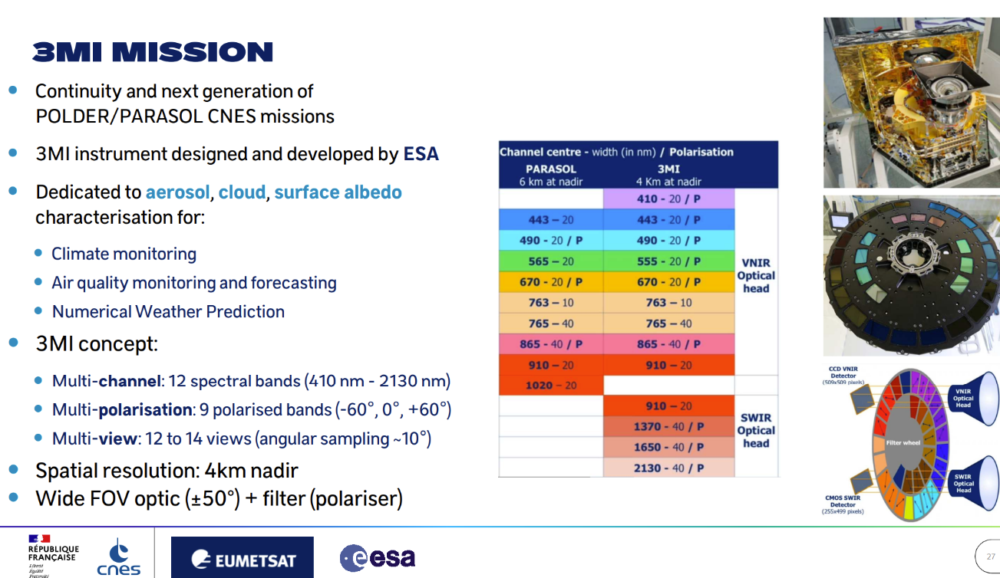 3MI MISSION
Continuity and next generation of
POLDER/PARASOL CNES missions
3MI instrument designed and developed by ESA
Dedicated to aerosol, cloud, surface albedo
characterisation for:
Climate monitoring
Air quality monitoring and forecasting
Numerical Weather Prediction
3MI concept:
Multi-channel: 12 spectral bands (410 nm - 2130 nm)
Multi-polarisation: 9 polarised bands (-60°, 0°, +60°)
Multi-view: 12 to 14 views (angular sampling ~10°)
Spatial resolution: 4km nadir
Wide FOV optic (±50°) + filter (polariser)
Channel centre - width (in nm) / Polarisation
PARASOL 3MI
6 km at nadir 4 Km at nadir
410 - 20 / P
443 – 20 443 - 20 / P
490 - 20 / P 490 - 20 / P
565 – 20 555 - 20 / P
670 - 20 / P 670 - 20 / P
763 – 10 763 – 10
765 – 40 765 – 40
865 - 40 / P 865 - 40 / P
910 – 20 910 – 20
1020 – 20
910 – 20
1370 - 40 / P
1650 - 40 / P
2130 - 40 / P
VNIR
Optical
head
SWIR
Optical
head
CCD VNIR
Detector
(509x509 pixels)
VNIR
Optical
Head
Filter wheel
SWIR
Optical
Head
CMOS SWIR
Detector
(255x499 pixels)
RÉPUBLIQUE
FRANÇAISE
Liberté
Égalité
Fraternité
cnes
EUMETSAT
esa
27